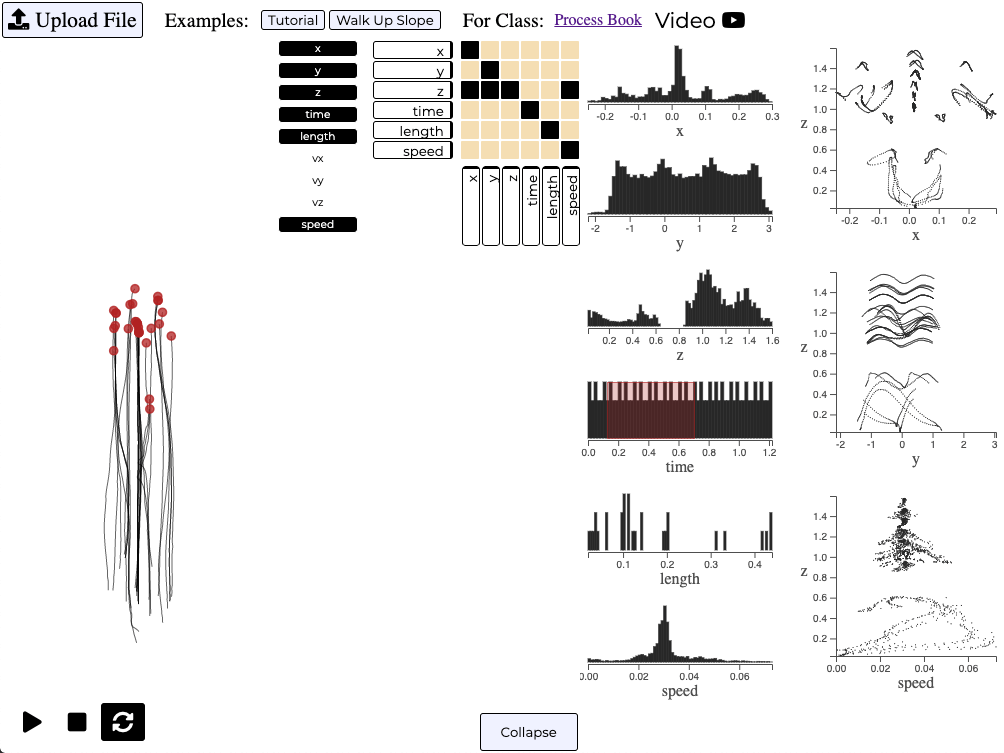 Upload File Examples: Tutorial Walk Up Slope For Class: Process Book Video
x
y
z
time
length
vx
vy
vz
speed
x
y
z
time
length
speed
x y z time length speed
-0.2 -0.1 0.0 0.1 0.2 0.3
x
-2 -1 0 1 2 3
y
0.2 0.4 0.6 0.8 1.0 1.2 1.4 1.6
z
0.0 0.2 0.4 0.6 0.8 1.0 1.2
time
0.1 0.2 0.3 0.4
length
0.00 0.02 0.04 0.06
speed
1.4
1.2
1.0
z 0.8
0.6
0.4
0.2
-0.2 -0.1 0.0 0.1 0.2
x
1.4
1.2
1.0
z 0.8
0.6
0.4
0.2
-2 -1 0 1 2 3
y
1.4
1.2
1.0
z 0.8
0.6
0.4
0.2
0.00 0.02 0.04 0.06
speed
Collapse